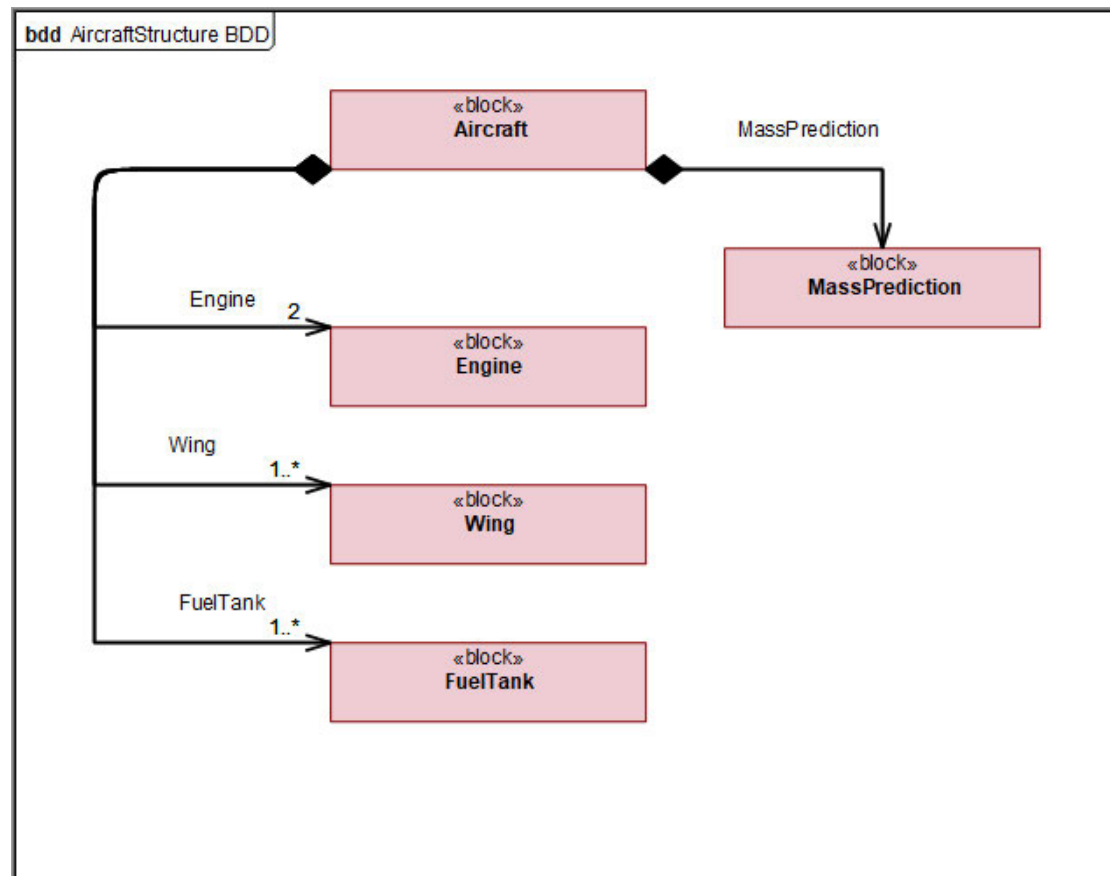 bdd AircraftStructure BDD
«block»
Aircraft
MassPrediction
«block»
MassPrediction
Engine
2
«block»
Engine
Wing
1..*
«block»
Wing
FuelTank
1..*
«block»
FuelTank